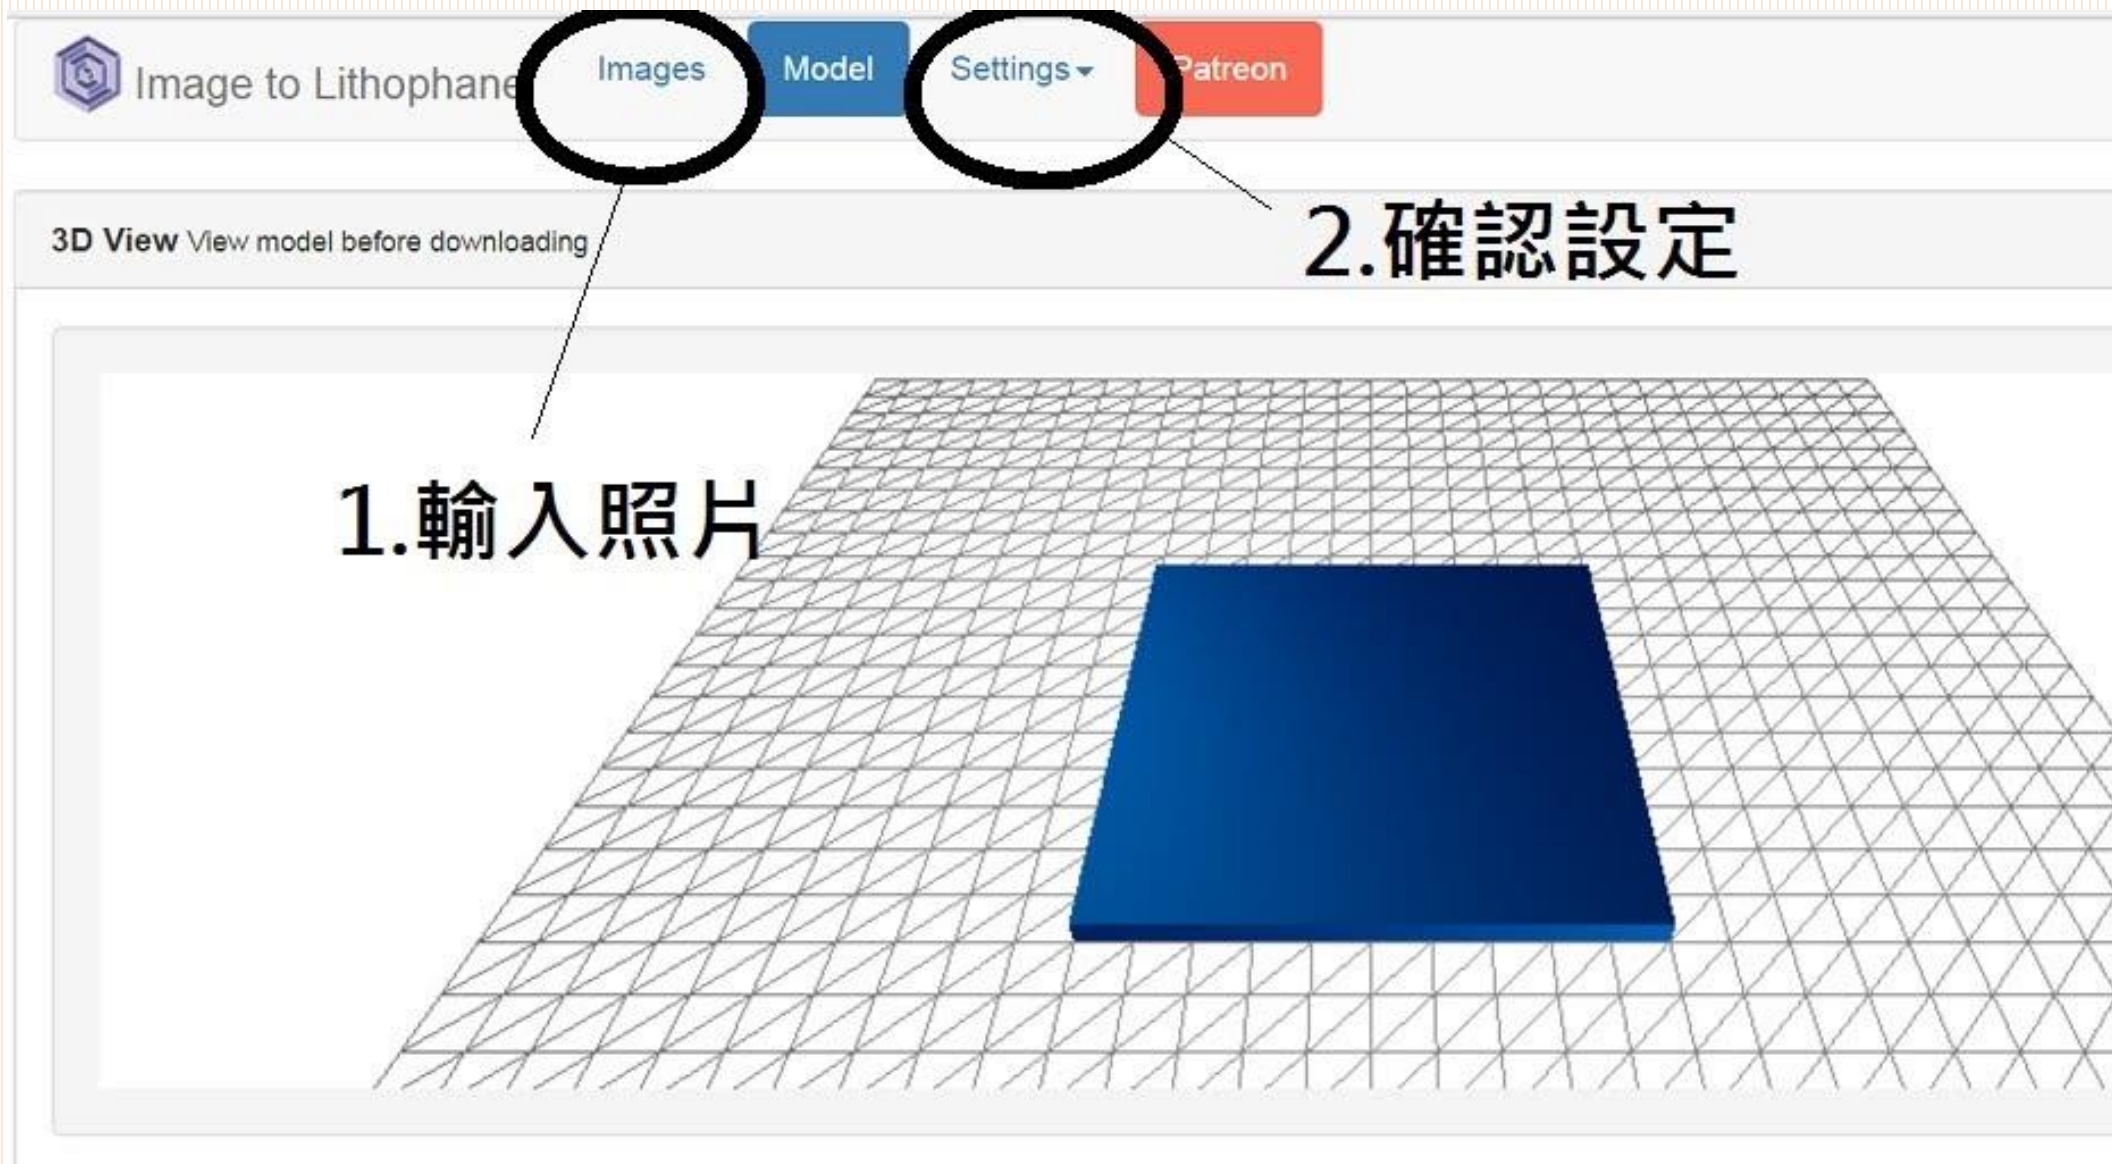 Image to Lithophane
Images
Model
Settings
Patreon
3D View View model before downloading
2.確認設定
1.輸入照片